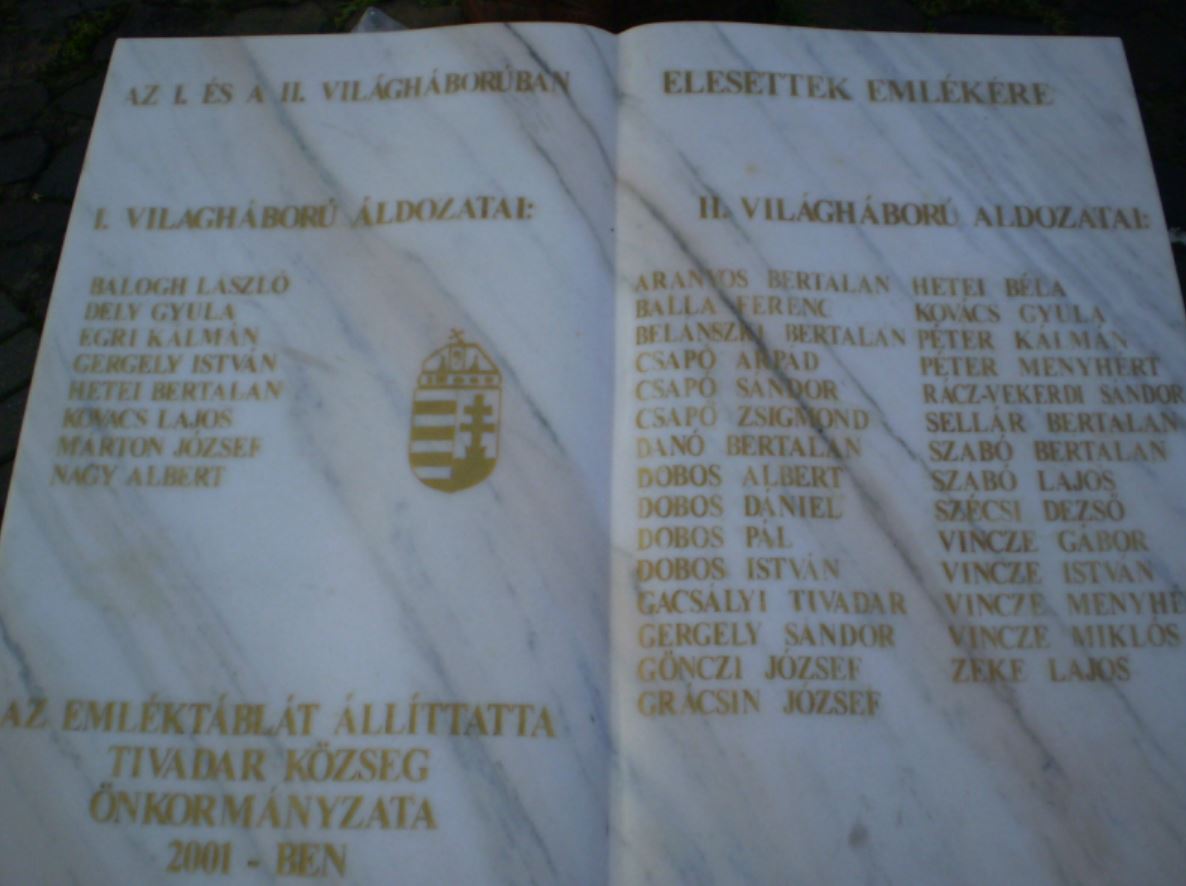 AZ I. ÉS A II. VILÁGHÁBORÚBAN
I. VILAGHÁBORÚ ÁLDOZATAI:
BALOGH LÁSZLÓ
DELY GYULA
EGRI KÁLMÁN
GERGELY ISTVÁN
HETEI BERTALAN
KOVÁCS LAJOS
MÁRTON JÓZSEF
NAGY ALBERT
AZ EMLÉKTÁBLÁT ÁLLÍTTATTA
TIVADAR KÖZSEG
ÖNKORMÁNYZATA
2001 - BEN
ELESETTEK EMLÉKÉRE
II. VILÁGHÁBORÚ ALDOZATAI:
ARANYOS BERTALAN
BALLA FERENC
BELÁNSZKI BERTALAN
CSAPÓ ÁRPÁD
CSAPÓ SÁNDOR
CSAPÓ ZSIGMOND
DANÓ BERTALAN
DOBOS ALBERT
DOBOS DÁNIEL
DOBOS PÁL
DOBOS ISTVÁN
GACSÁLYI TIVADAR
GERGELY SÁNDOR
GÖNCZI JÓZSEF
GRÁCSIN JÓZSEF
HETEI BÉLA
KOVÁCS GYULA
PÉTER KÁLMÁN
PÉTER MENYHÉRT
RÁCZ-VEKERDI SÁNDOR
SELLÁR BERTALAN
SZABÓ BERTALAN
SZABÓ LAJOS
SZÉCSI DEZSŐ
VINCZE GÁBOR
VINCZE ISTVÁN
VINCZE MENYHÉ
VINCZE MIKLÓS
ZEKE LAJOS